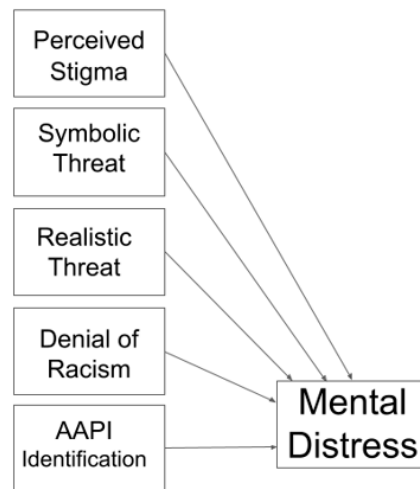 Perceived
Stigma
Symbolic
Threat
Realistic
Threat
Denial of
Racism
AAPI
Identification
Mental
Distress